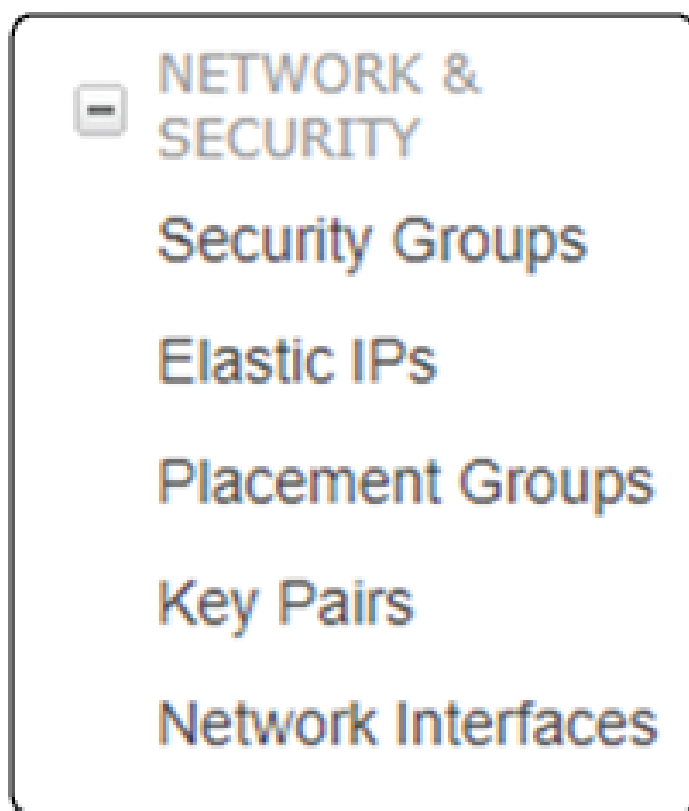 NETWORK &
SECURITY
Security Groups
Elastic IPs
Placement Groups
Key Pairs
Network Interfaces